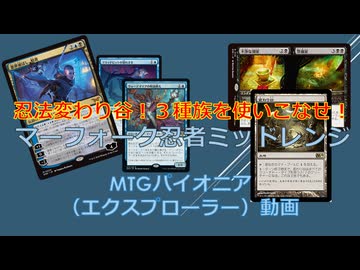 忍法変わり谷！３種族を使いこなせ！
マーフォーク忍者ミッドレンジ
MTGパイオニア
（エクスプローラー）動画